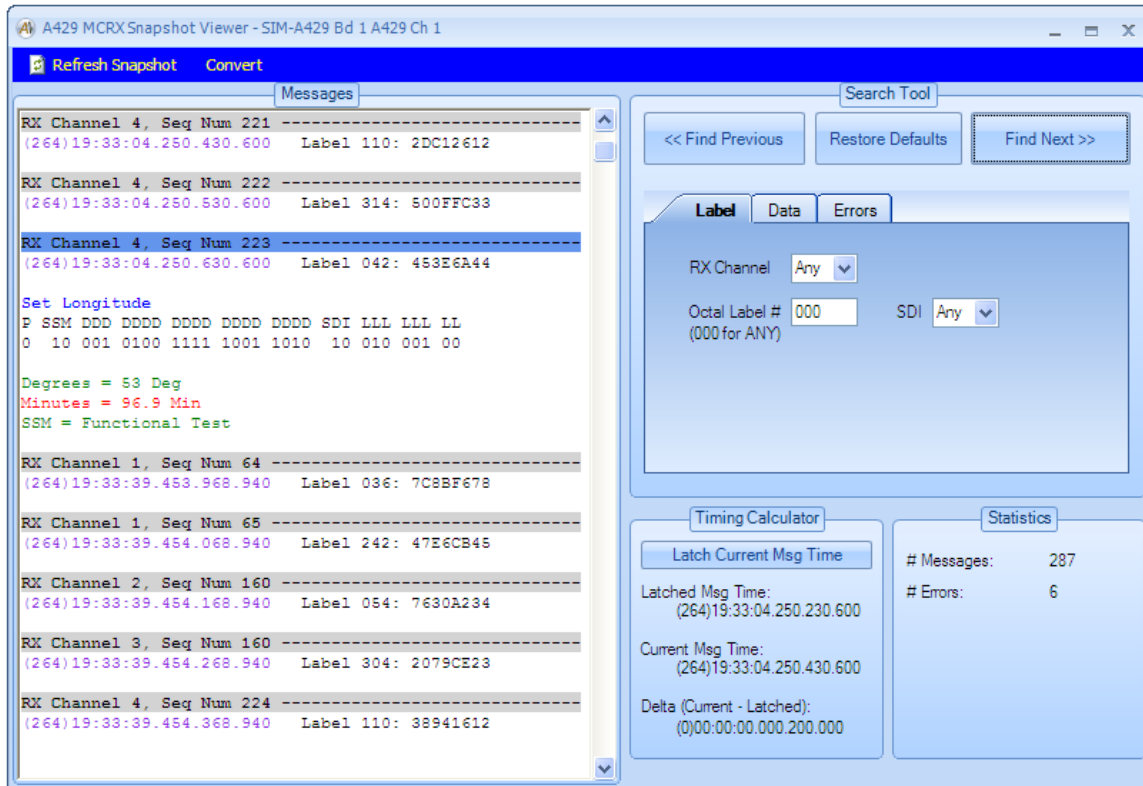 A429 MCRX Snapshot Viewer - SIM-A429 Bd 1 A429 Ch 1
Refresh Snapshot Convert
Messages
RX Channel 4, Seq Num 221 ------------------------------
(264)19:33:04.250.430.600 Label 110: 2DC12612
RX Channel 4, Seq Num 222 ------------------------------
(264)19:33:04.250.530.600 Label 314: 500FFC33
RX Channel 4, Seq Num 223 ------------------------------
(264)19:33:04.250.630.600 Label 042: 453E6A44
Set Longitude
P SSM DDD DDDD DDDD DDDD DDDD SDI LLL LLL LL
0 10 001 0100 1111 1001 1010 10 010 001 00
Degrees = 53 Deg
Minutes = 96.9 Min
SSM = Functional Test
RX Channel 1, Seq Num 64 -------------------------------
(264)19:33:39.453.968.940 Label 036: 7C8BF678
RX Channel 1, Seq Num 65 -------------------------------
(264)19:33:39.454.068.940 Label 242: 47E6CB45
RX Channel 2, Seq Num 160 ------------------------------
(264)19:33:39.454.168.940 Label 054: 7630A234
RX Channel 3, Seq Num 160 ------------------------------
(264)19:33:39.454.268.940 Label 304: 2079CE23
RX Channel 4, Seq Num 224 ------------------------------
(264)19:33:39.454.368.940 Label 110: 38941612
Search Tool
<< Find Previous Restore Defaults Find Next >>
Label Data Errors
RX Channel Any
Octal Label # 000 SDI Any
(000 for ANY)
Timing Calculator
Latch Current Msg Time
Latched Msg Time:
(264)19:33:04.250.230.600
Current Msg Time:
(264)19:33:04.250.430.600
Delta (Current - Latched):
(0)00:00:00.000.200.000
Statistics
# Messages: 287
# Errors: 6